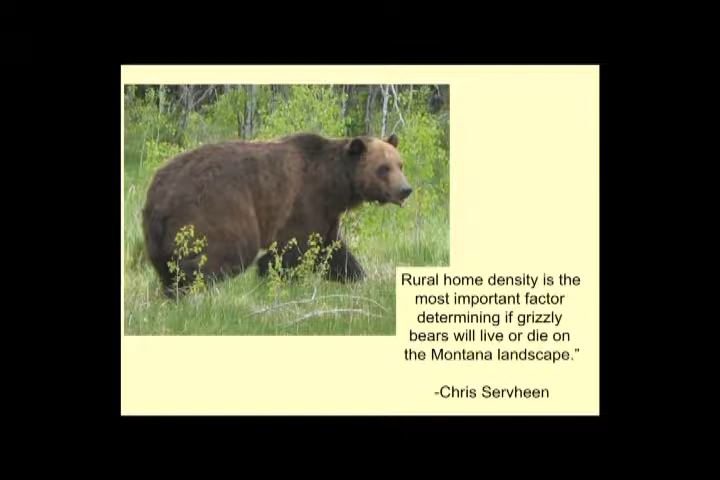 Rural home density is the
most important factor
determining if grizzly
bears will live or die on
the Montana landscape.”
-Chris Servheen